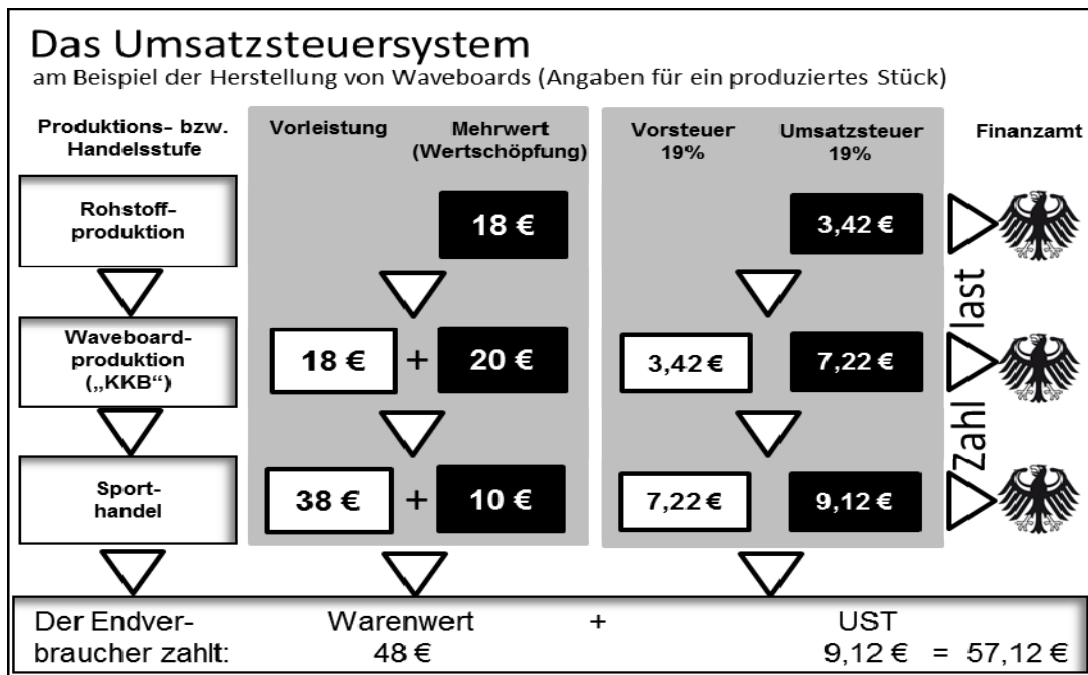 Das Umsatzsteuersystem
am Beispiel der Herstellung von Waveboards (Angaben für ein produziertes Stück)
Produktions- bzw.
Handelsstufe
Vorleistung
Mehrwert
(Wertschöpfung)
Vorsteuer
19%
Umsatzsteuer
19%
Finanzamt
Rohstoff-
produktion
18 €
3,42 €
Waveboard-
produktion
(„KKB“)
18 € + 20 €
3,42 €
7,22 €
Sport-
handel
38 € + 10 €
7,22 €
9,12 €
Zahl last
Der Endver-
braucher zahlt:
Warenwert
48 €
+
UST
9,12 € = 57,12 €